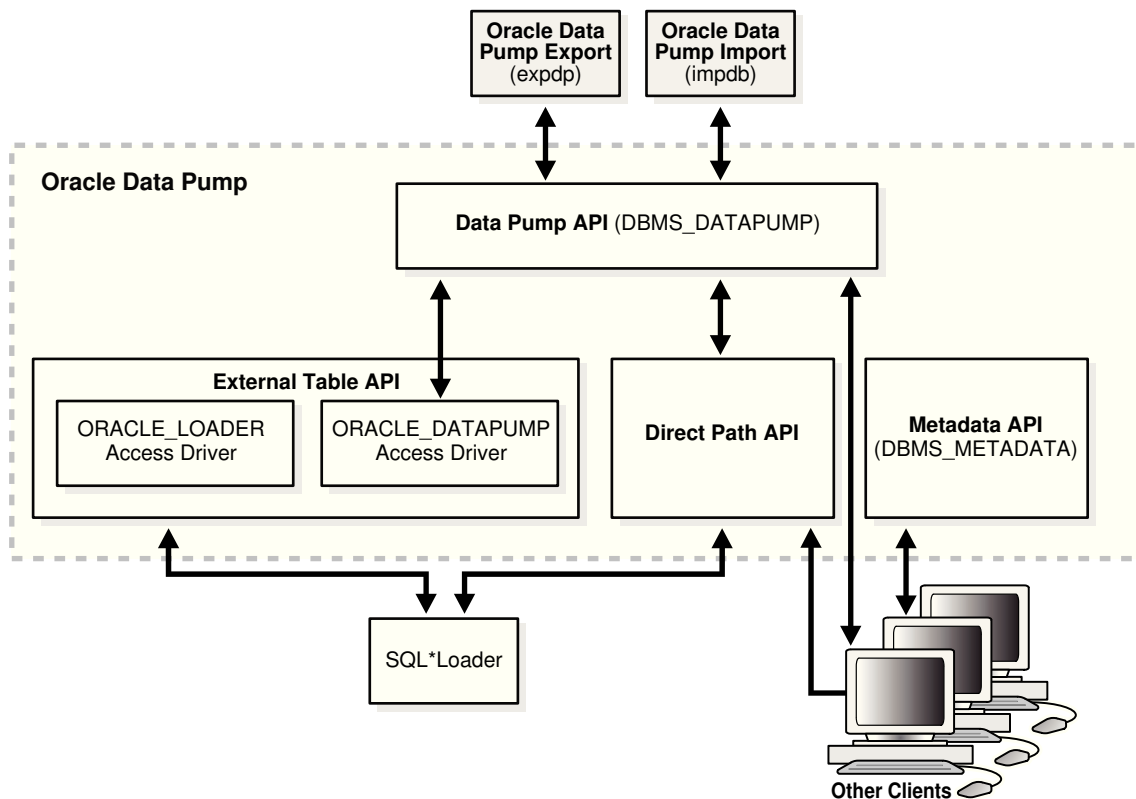 Oracle Data
Pump Export
(expdp)
Oracle Data
Pump Import
(impdb)
Oracle Data Pump
Data Pump API (DBMS_DATAPUMP)
External Table API
ORACLE_LOADER
Access Driver
ORACLE_DATAPUMP
Access Driver
Direct Path API
Metadata API
(DBMS_METADATA)
SQL*Loader
Other Clients